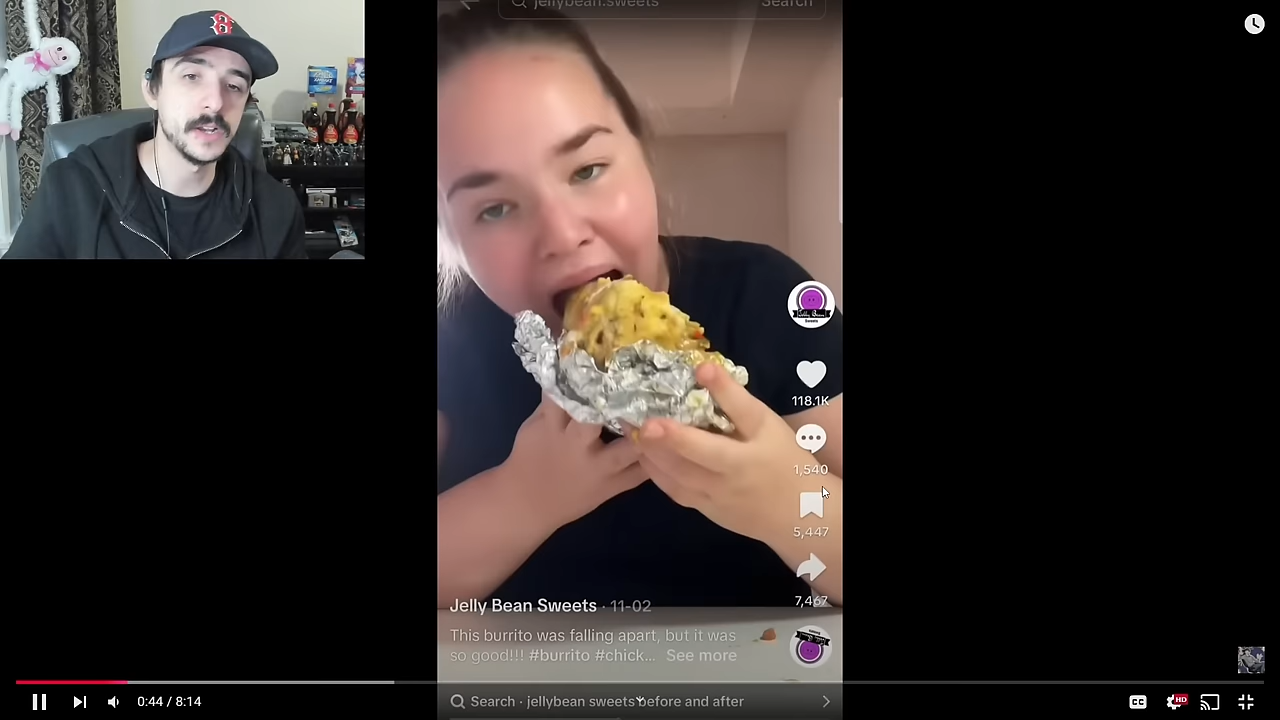 jellybean.sweets
Search
118.1K
1,540
5,447
7,467
Jelly Bean Sweets · 11-02
This burrito was falling apart, but it was
so good!!! #burrito #chick... See more
Search · jellybean sweets before and after
0:44 / 8:14
CC
HD